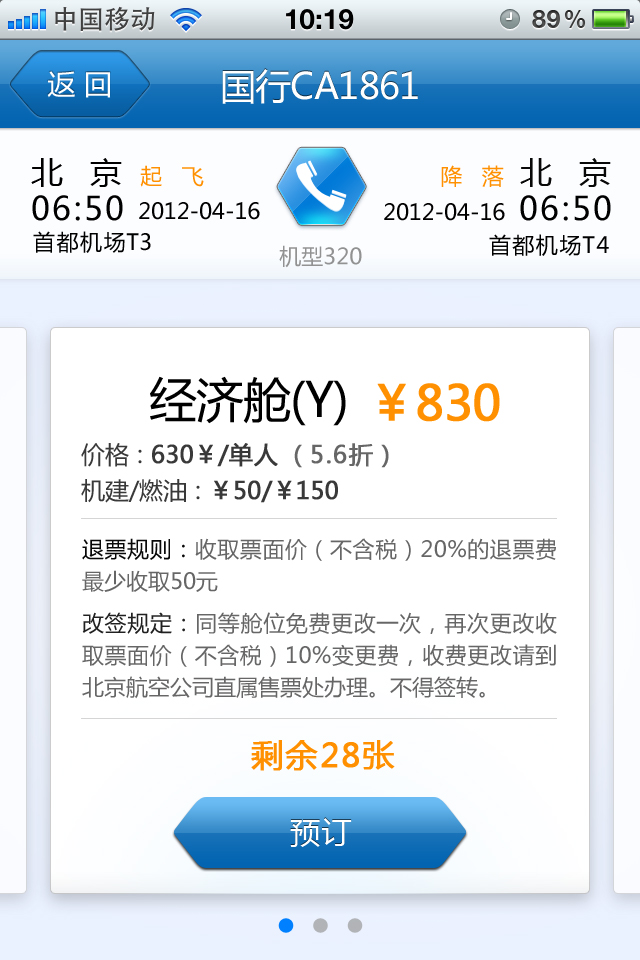 中国移动 10:19 89%
返回 国行CA1861
北京 起飞 降落 北京
06:50 2012-04-16 2012-04-16 06:50
首都机场T3 机型320 首都机场T4
经济舱(Y) ¥830
价格：630¥/单人（5.6折）
机建/燃油：¥50/¥150
退票规则：收取票面价（不含税）20%的退票费
最少收取50元
改签规定：同等舱位免费更改一次，再次更改收
取票面价（不含税）10%变更费，收费更改请到
北京航空公司直属售票处办理。不得签转。
剩余28张
预订